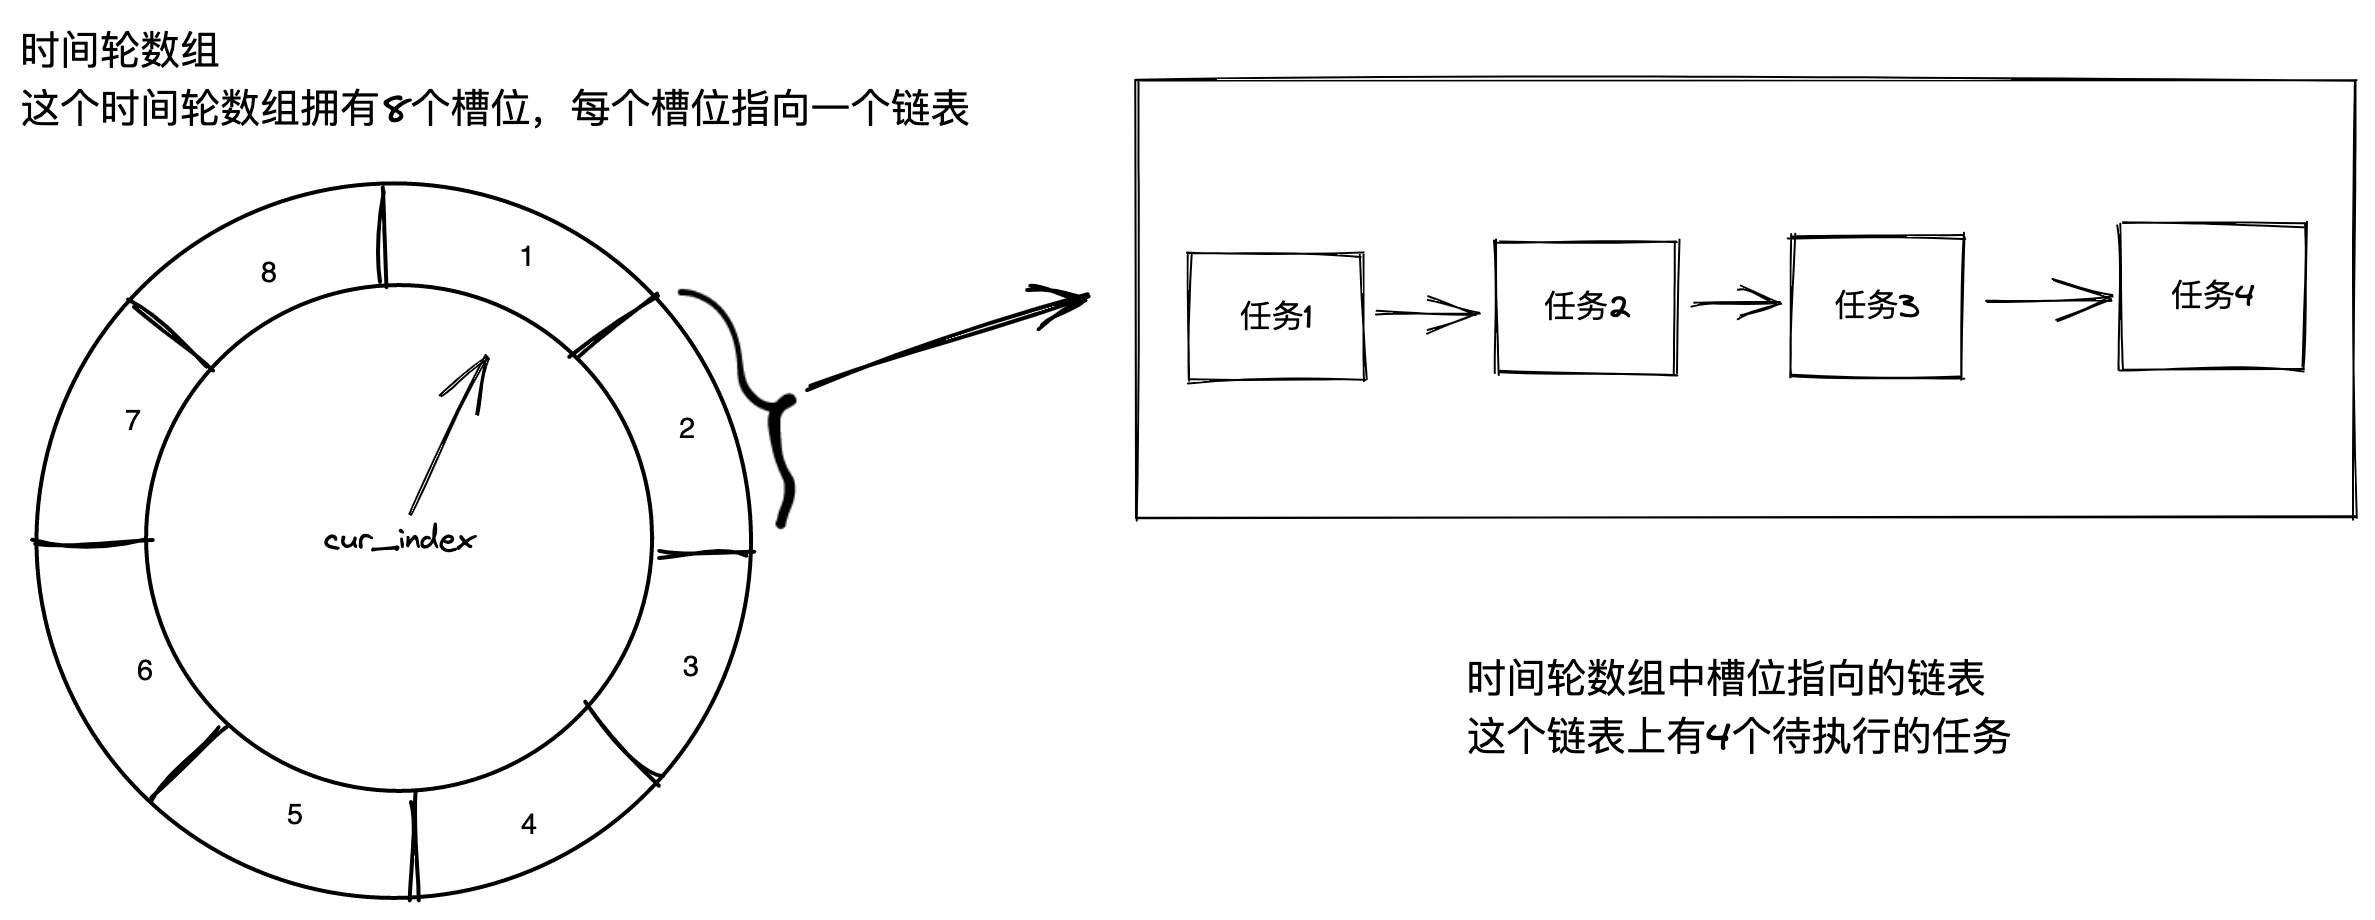 时间轮数组
这个时间轮数组拥有8个槽位，每个槽位指向一个链表
8
1
7
2
cur_index
6
3
5
4
任务1
任务2
任务3
任务4
时间轮数组中槽位指向的链表
这个链表上有4个待执行的任务